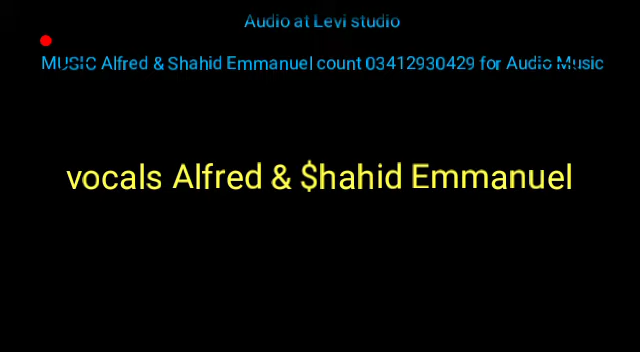 Audio at Levi studio
MUSIC Alfred & Shahid Emmanuel count 03412930429 for Audio Music
vocals Alfred & $hahid Emmanuel